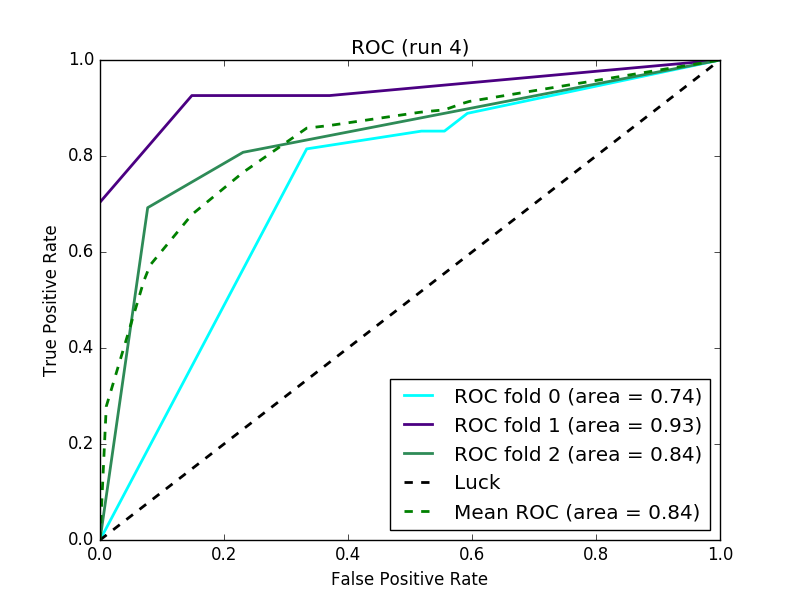 ROC (run 4)
1.0
0.8
0.6
0.4
0.2
0.0
True Positive Rate
ROC fold 0 (area = 0.74)
ROC fold 1 (area = 0.93)
ROC fold 2 (area = 0.84)
Luck
Mean ROC (area = 0.84)
0.0 0.2 0.4 0.6 0.8 1.0
False Positive Rate